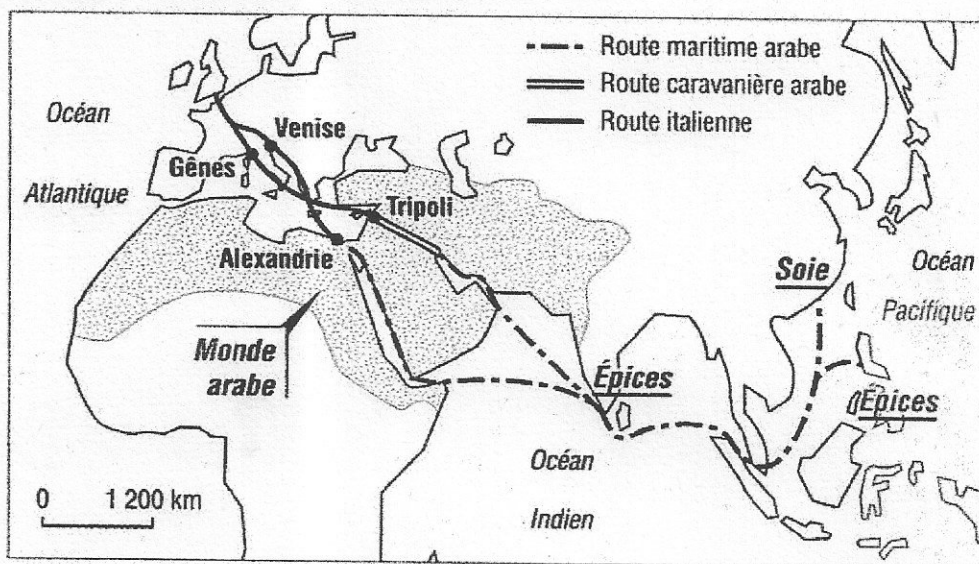 Route maritime arabe
Route caravanière arabe
Route italienne
Océan
Atlantique
Venise
Gênes
Tripoli
Alexandrie
Monde
arabe
Soie
Océan
Pacifique
Épices
Épices
Océan
Indien
0 1 200 km